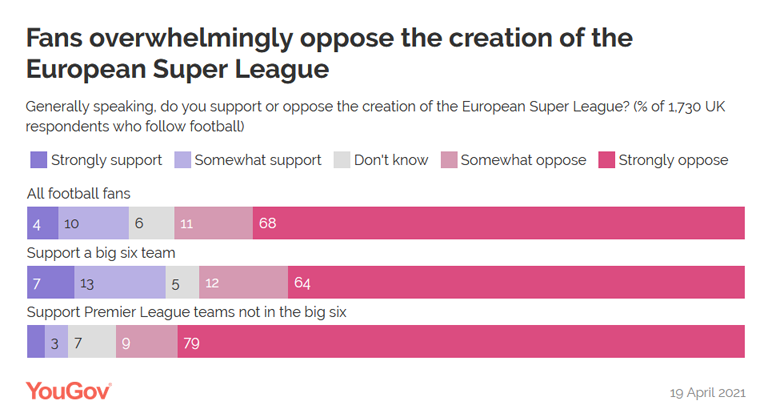 Fans overwhelmingly oppose the creation of the
European Super League
Generally speaking, do you support or oppose the creation of the European Super League? (% of 1,730 UK
respondents who follow football)
Strongly support Somewhat support Don't know Somewhat oppose Strongly oppose
All football fans
4 10 6 11 68
Support a big six team
7 13 5 12 64
Support Premier League teams not in the big six
3 7 9 79
YouGov 19 April 2021